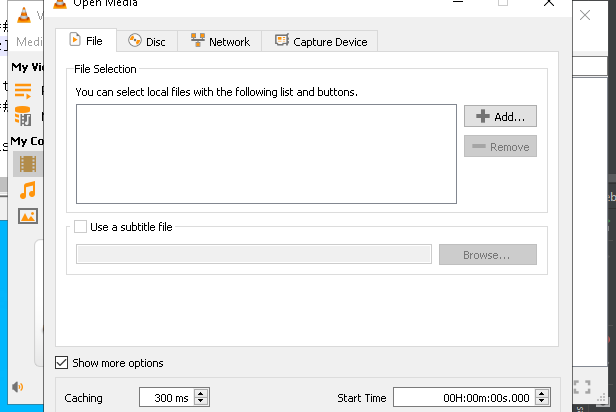 Open Media
V
Medi
My Vi
My Co
File
Disc
Network
Capture Device
File Selection
You can select local files with the following list and buttons.
Add...
Remove
Use a subtitle file
Browse...
Show more options
Caching
300 ms
Start Time
00H:00m:00s.000